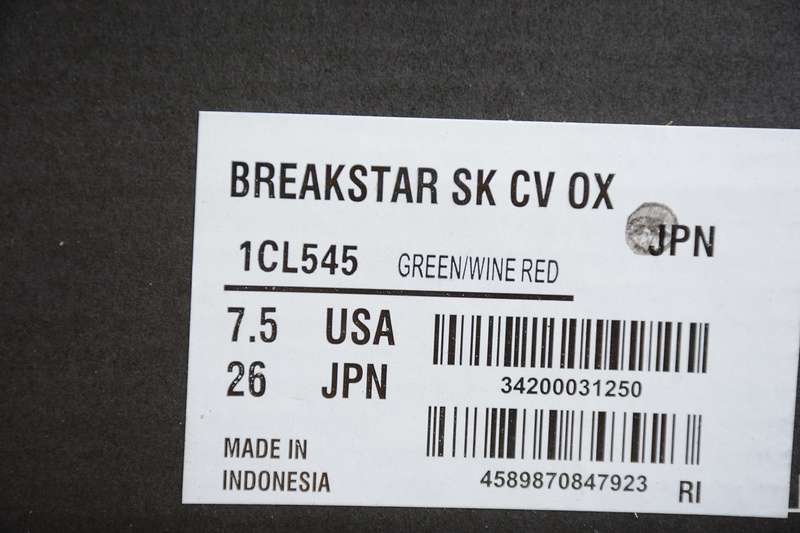 BREAKSTAR SK CV OX
JPN
1CL545 GREEN/WINE RED
7.5 USA
26 JPN
34200031250
MADE IN
INDONESIA
4589870847923 RI